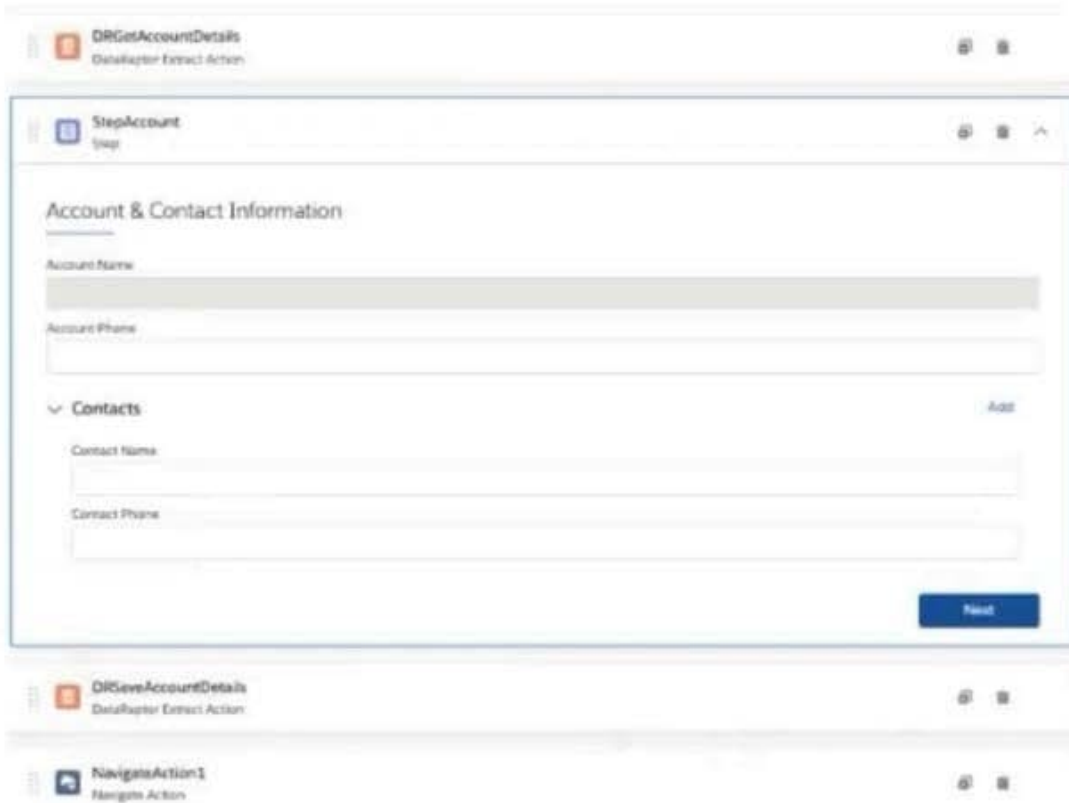 DRGetAccountDetails
DataRaptor Extract Action
StepAccount
Step
Account & Contact Information
Account Name
Account Phone
Contacts
Add
Contact Name
Contact Phone
Next
DRSaveAccountDetails
DataRaptor Extract Action
NavigateAction1
Navigate Action